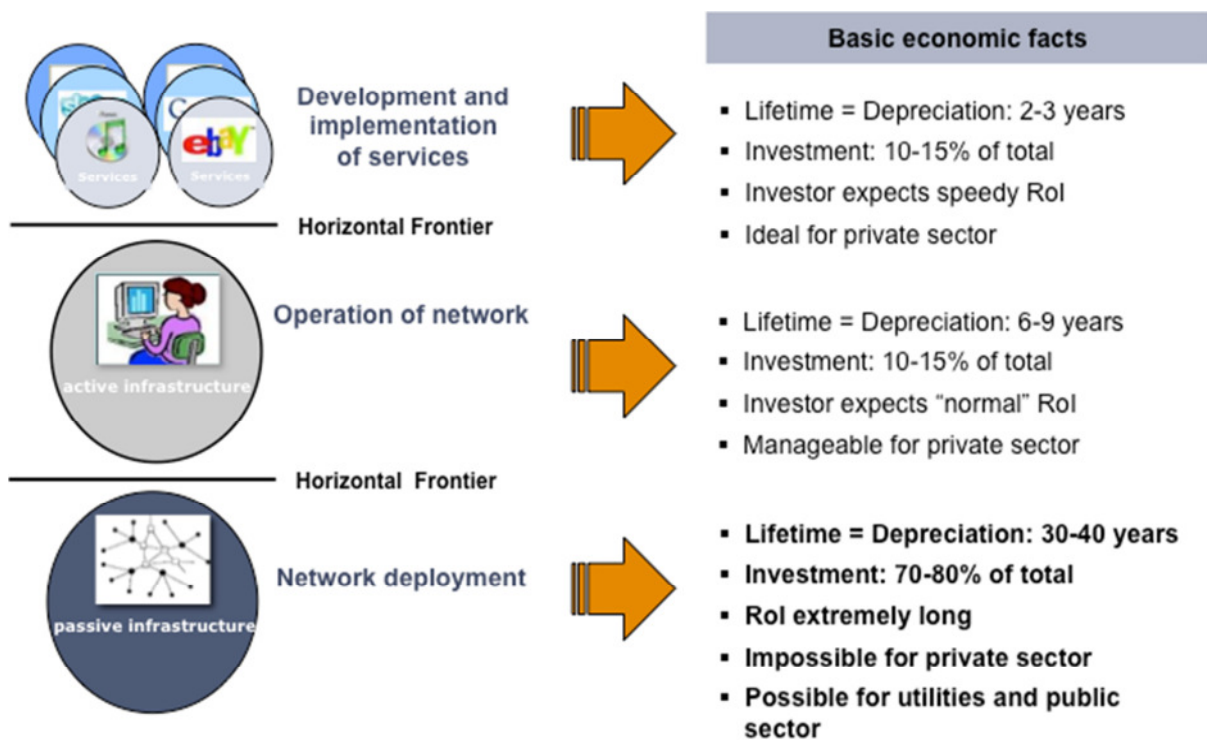 Basic economic facts
ebay
Services
Services
Development and
implementation
of services
▪ Lifetime = Depreciation: 2-3 years
▪ Investment: 10-15% of total
▪ Investor expects speedy RoI
▪ Ideal for private sector
Horizontal Frontier
active infrastructure
Operation of network
▪ Lifetime = Depreciation: 6-9 years
▪ Investment: 10-15% of total
▪ Investor expects “normal” RoI
▪ Manageable for private sector
Horizontal Frontier
passive infrastructure
Network deployment
▪ Lifetime = Depreciation: 30-40 years
▪ Investment: 70-80% of total
▪ RoI extremely long
▪ Impossible for private sector
▪ Possible for utilities and public
sector